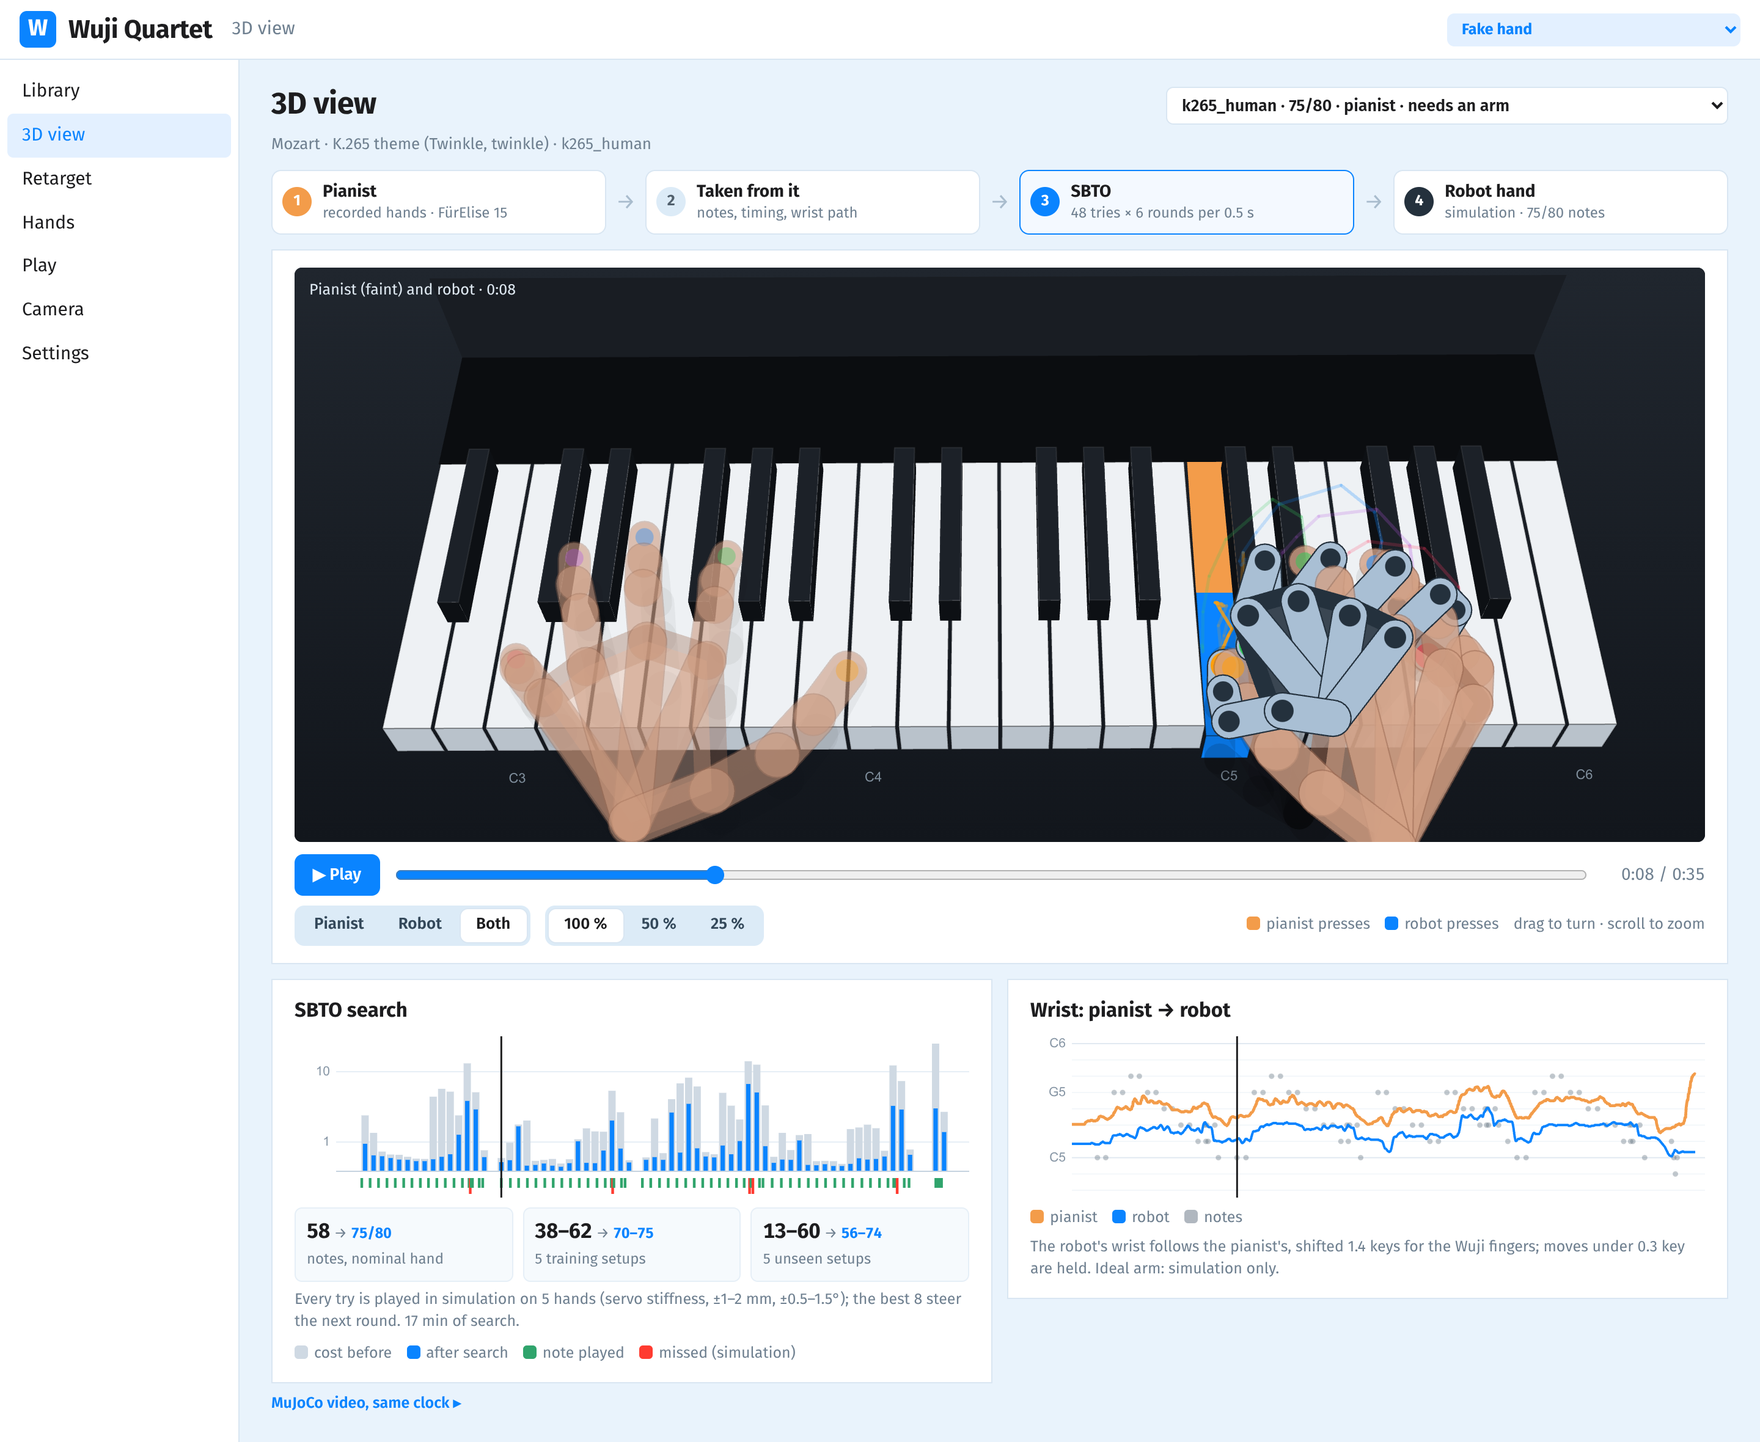 W Wuji Quartet 3D view
Fake hand
Library
3D view
Retarget
Hands
Play
Camera
Settings
3D view
k265_human · 75/80 · pianist · needs an arm
Mozart · K.265 theme (Twinkle, twinkle) · k265_human
1 Pianist
recorded hands · FürElise 15
→
2 Taken from it
notes, timing, wrist path
→
3 SBTO
48 tries × 6 rounds per 0.5 s
→
4 Robot hand
simulation · 75/80 notes
Pianist (faint) and robot · 0:08
C3
C4
C5
C6
▶ Play
0:08 / 0:35
Pianist Robot Both
100 % 50 % 25 %
pianist presses robot presses drag to turn · scroll to zoom
SBTO search
10
1
58 → 75/80
notes, nominal hand
38–62 → 70–75
5 training setups
13–60 → 56–74
5 unseen setups
Every try is played in simulation on 5 hands (servo stiffness, ±1–2 mm, ±0.5–1.5°); the best 8 steer
the next round. 17 min of search.
cost before after search note played missed (simulation)
Wrist: pianist → robot
C6
G5
C5
pianist robot notes
The robot's wrist follows the pianist's, shifted 1.4 keys for the Wuji fingers; moves under 0.3 key
are held. Ideal arm: simulation only.
MuJoCo video, same clock ▸